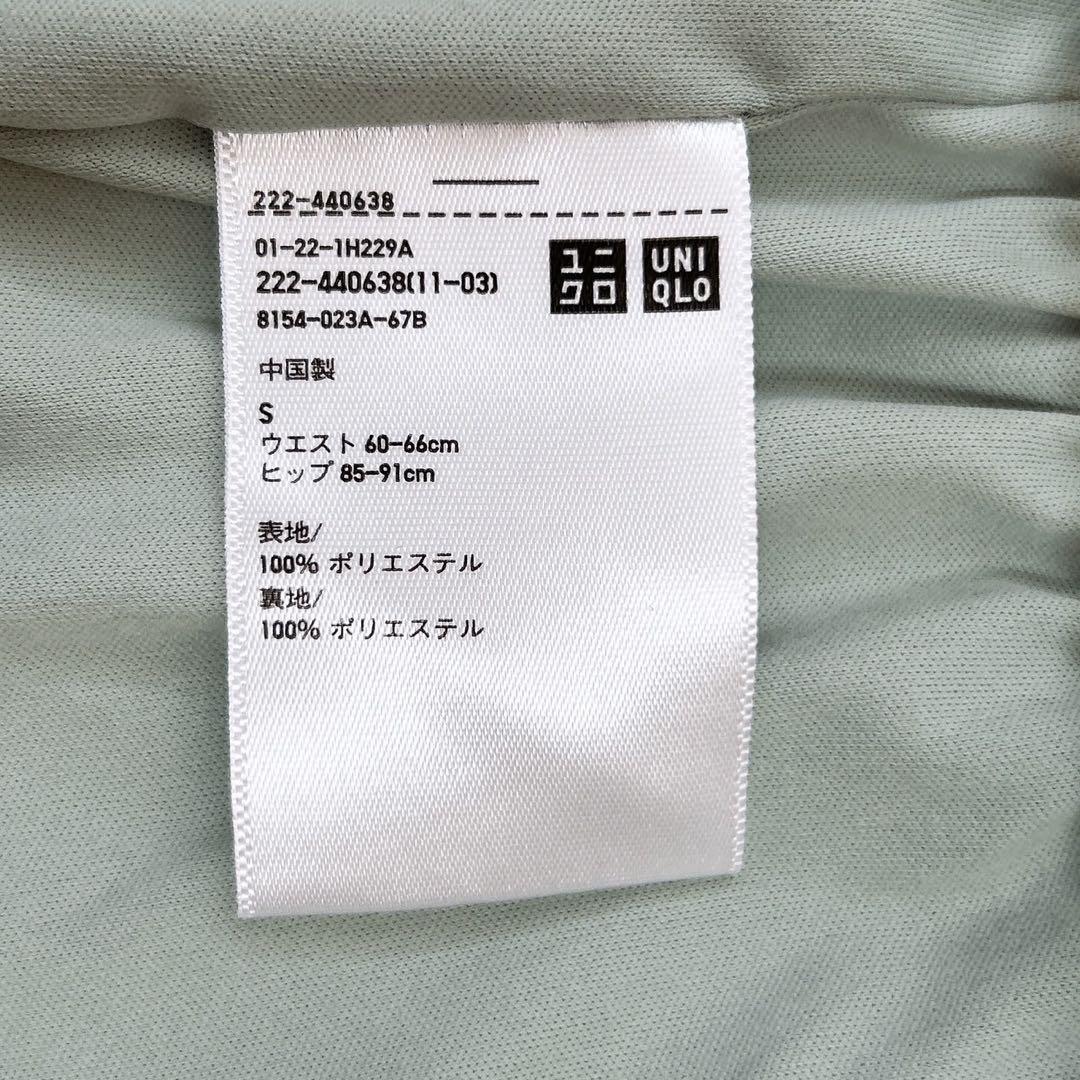 222-440638
01-22-1H229A
222-440638(11-03)
8154-023A-67B
ユニ
クロ
UNI
QLO
中国製
S
ウエスト 60-66cm
ヒップ 85-91cm
表地/
100% ポリエステル
裏地/
100% ポリエステル